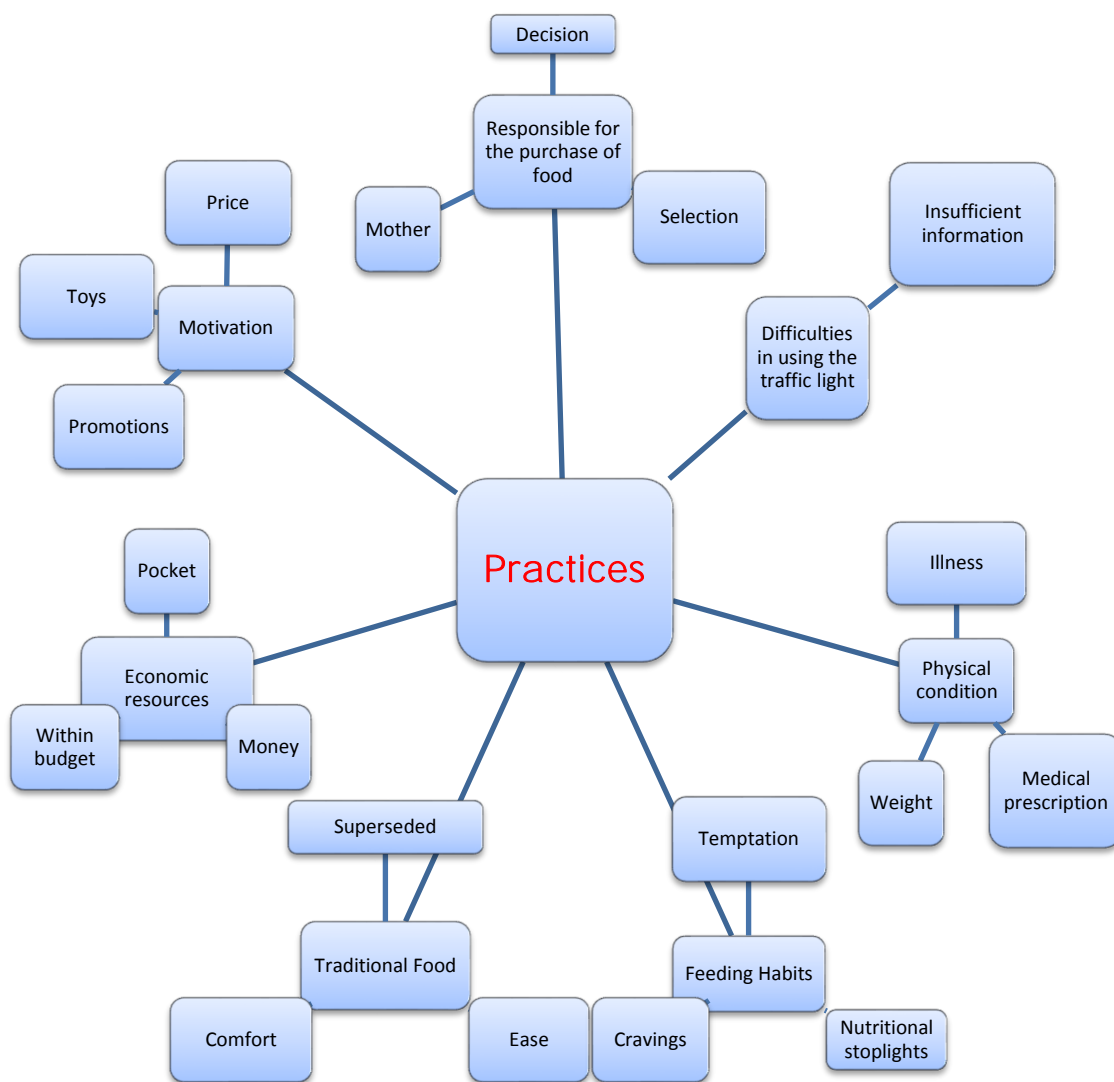 Decision
Responsible for
the purchase of
food
Mother
Selection
Price
Toys
Motivation
Promotions
Insufficient
information
Difficulties
in using the
traffic light
Practices
Pocket
Economic
resources
Within
budget
Money
Illness
Physical
condition
Weight
Medical
prescription
Superseded
Traditional Food
Comfort
Ease
Temptation
Feeding Habits
Cravings
Nutritional
stoplights